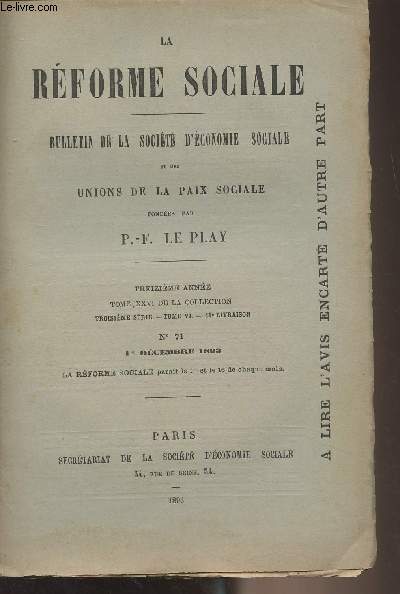 Le-livre.com
LA
RÉFORME SOCIALE
BULLETIN DE LA SOCIÉTÉ D'ÉCONOMIE SOCIALE
ET DES
UNIONS DE LA PAIX SOCIALE
FONDÉES PAR
P.-F. LE PLAY
TREIZIÈME ANNÉE
TOME XXVI DE LA COLLECTION
TROISIÈME SÉRIE — TOME VI. — LIVRAISON
N° 71
1er DÉCEMBRE 1893
LA RÉFORME SOCIALE paraît le 1er et le 16 de chaque mois.
PARIS
SECRÉTARIAT DE LA SOCIÉTÉ D'ÉCONOMIE SOCIALE
54, RUE DE SEINE, 54.
1893
A LIRE L'AVIS ENCARTÉ D'AUTRE PART